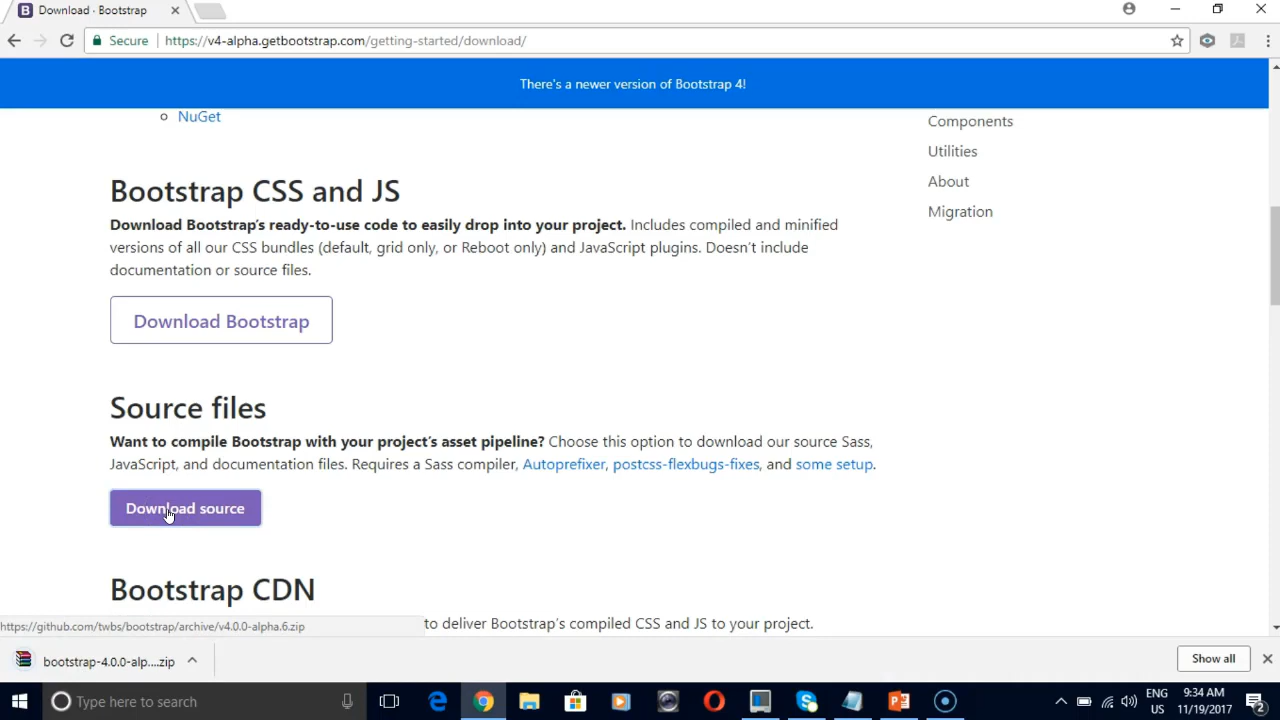 Download · Bootstrap
Secure https://v4-alpha.getbootstrap.com/getting-started/download/
There's a newer version of Bootstrap 4!
NuGet
Components
Utilities
About
Migration
Bootstrap CSS and JS
Download Bootstrap's ready-to-use code to easily drop into your project. Includes compiled and minified
versions of all our CSS bundles (default, grid only, or Reboot only) and JavaScript plugins. Doesn't include
documentation or source files.
Download Bootstrap
Source files
Want to compile Bootstrap with your project's asset pipeline? Choose this option to download our source Sass,
JavaScript, and documentation files. Requires a Sass compiler, Autoprefixer, postcss-flexbugs-fixes, and some setup.
Download source
Bootstrap CDN
to deliver Bootstrap's compiled CSS and JS to your project.
https://github.com/twbs/bootstrap/archive/v4.0.0-alpha.6.zip
bootstrap-4.0.0-alp....zip
Show all
Type here to search
ENG
US
9:34 AM
11/19/2017
2